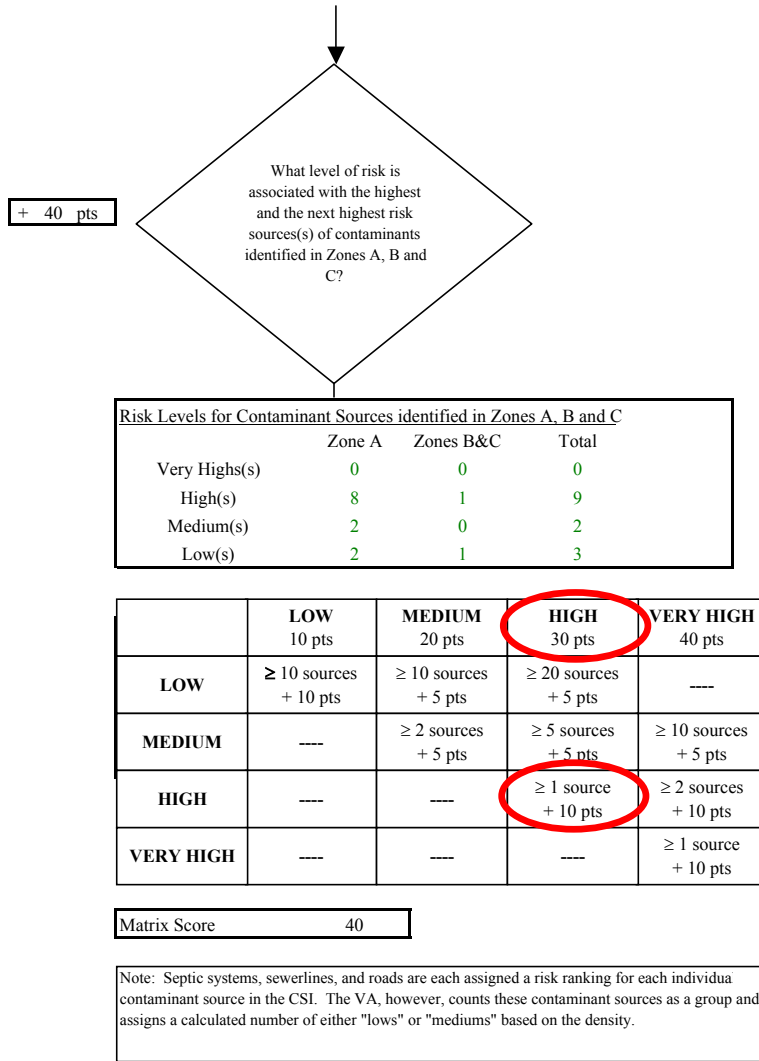 What level of risk is
associated with the highest
and the next highest risk
sources(s) of contaminants
identified in Zones A, B and
C?
+ 40 pts
Risk Levels for Contaminant Sources identified in Zones A, B and C
Zone A Zones B&C Total
Very Highs(s) 0 0 0
High(s) 8 1 9
Medium(s) 2 0 2
Low(s) 2 1 3
LOW MEDIUM HIGH VERY HIGH
10 pts 20 pts 30 pts 40 pts
LOW ≥ 10 sources ≥ 10 sources ≥ 20 sources ----
+ 10 pts + 5 pts + 5 pts
MEDIUM ---- ≥ 2 sources ≥ 5 sources ≥ 10 sources
+ 5 pts + 5 pts + 5 pts
HIGH ---- ---- ≥ 1 source ≥ 2 sources
+ 10 pts + 10 pts
VERY HIGH ---- ---- ---- ≥ 1 source
+ 10 pts
Matrix Score 40
Note: Septic systems, sewerlines, and roads are each assigned a risk ranking for each individua
contaminant source in the CSI. The VA, however, counts these contaminant sources as a group and
assigns a calculated number of either "lows" or "mediums" based on the density.